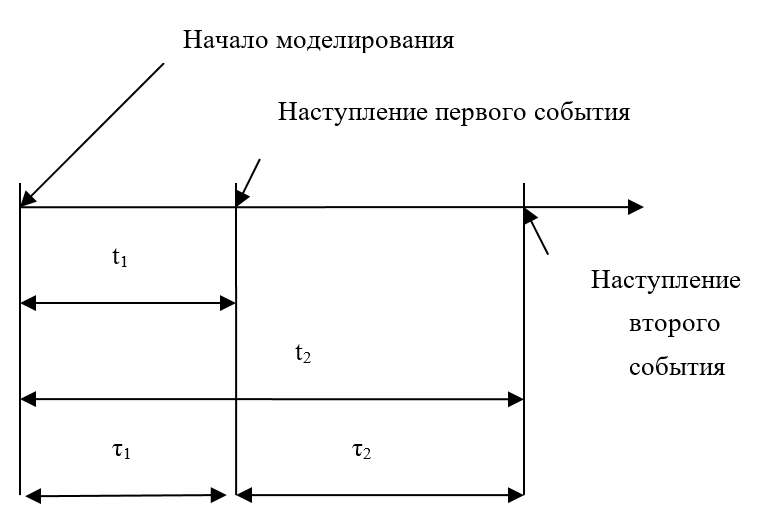 Начало моделирования
Наступление первого события
t₁
Наступление
второго
события
t₂
τ₁
τ₂